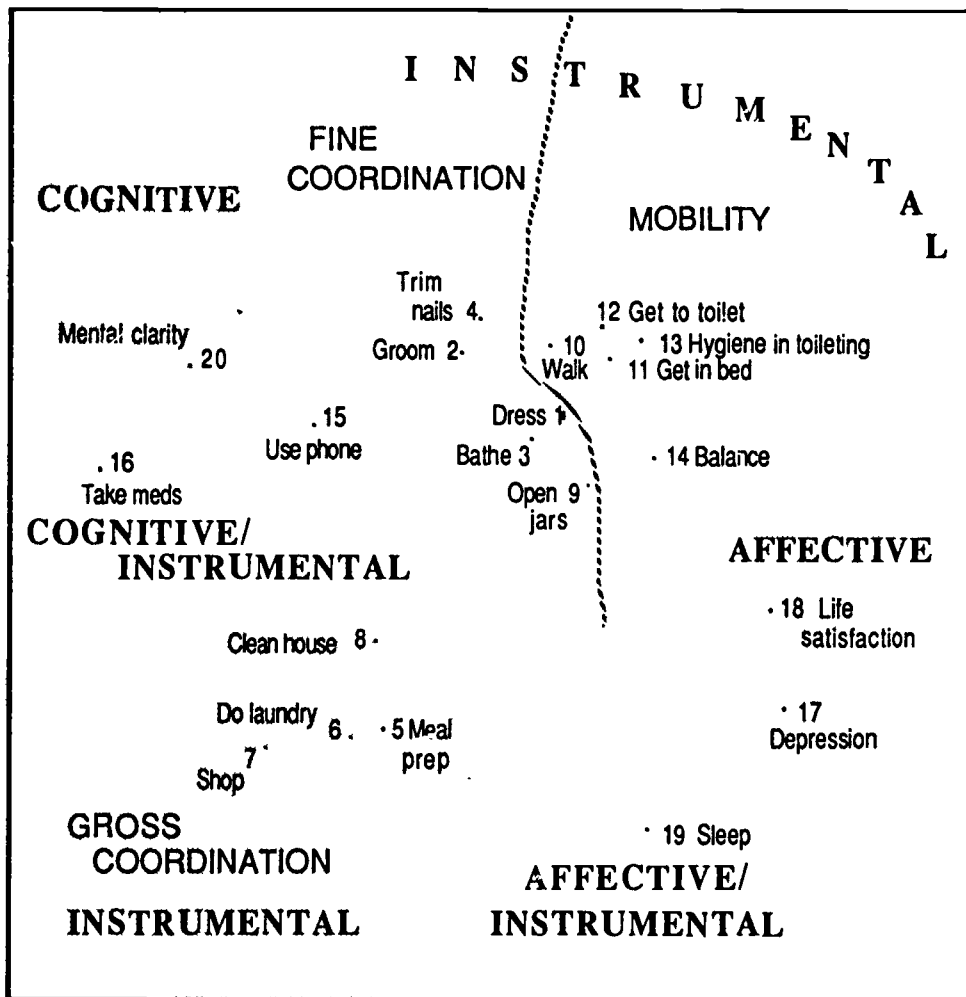 INSTRUMENTAL
FINE
COORDINATION
COGNITIVE
MOBILITY
Trim
nails 4.
12 Get to toilet
Mental clarity
. 20
Groom 2.
. 10
Walk
. 13 Hygiene in toileting
11 Get in bed
. 15
Use phone
Dress 1
Bathe 3
. 14 Balance
. 16
Take meds
Open 9
jars
COGNITIVE/
INSTRUMENTAL
AFFECTIVE
. 18 Life
satisfaction
Clean house 8.
Do laundry
6 .
. 5 Meal
prep
. 17
Depression
7
Shop
GROSS
COORDINATION
. 19 Sleep
AFFECTIVE/
INSTRUMENTAL
INSTRUMENTAL